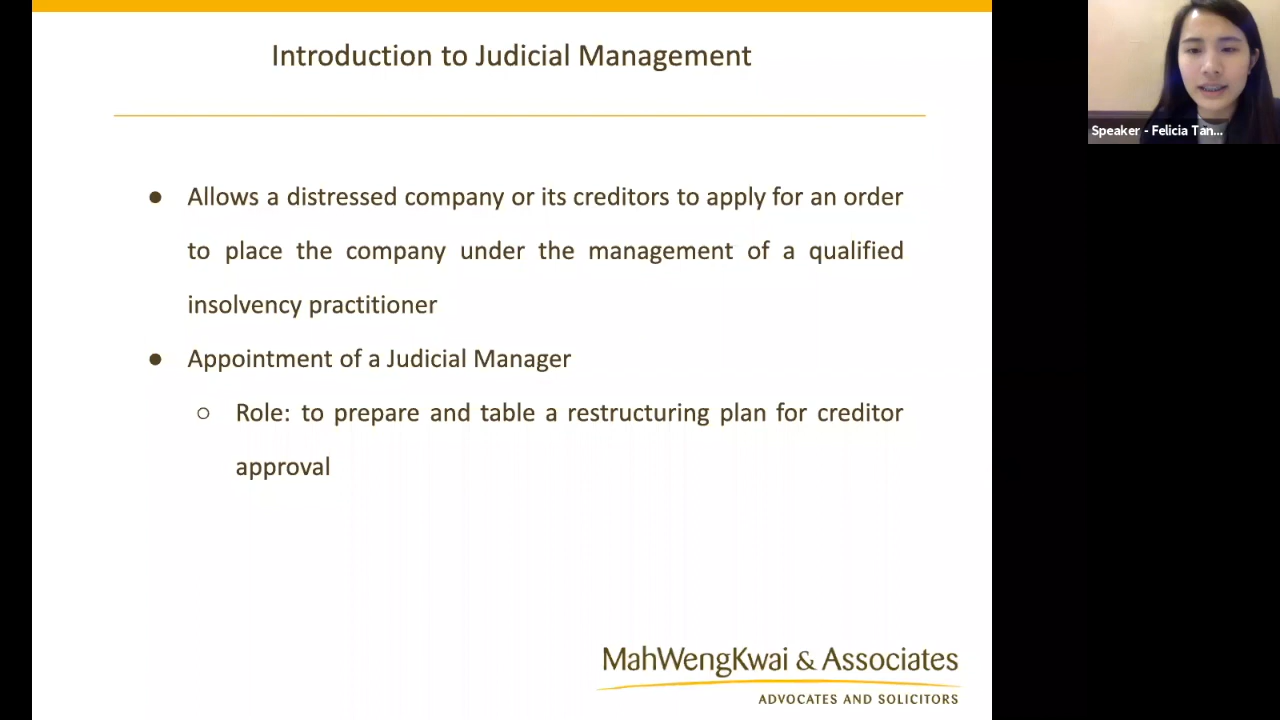 Introduction to Judicial Management
● Allows a distressed company or its creditors to apply for an order
to place the company under the management of a qualified
insolvency practitioner
● Appointment of a Judicial Manager
○ Role: to prepare and table a restructuring plan for creditor
approval
MahWengKwai & Associates
ADVOCATES AND SOLICITORS
Speaker - Felicia Tan...